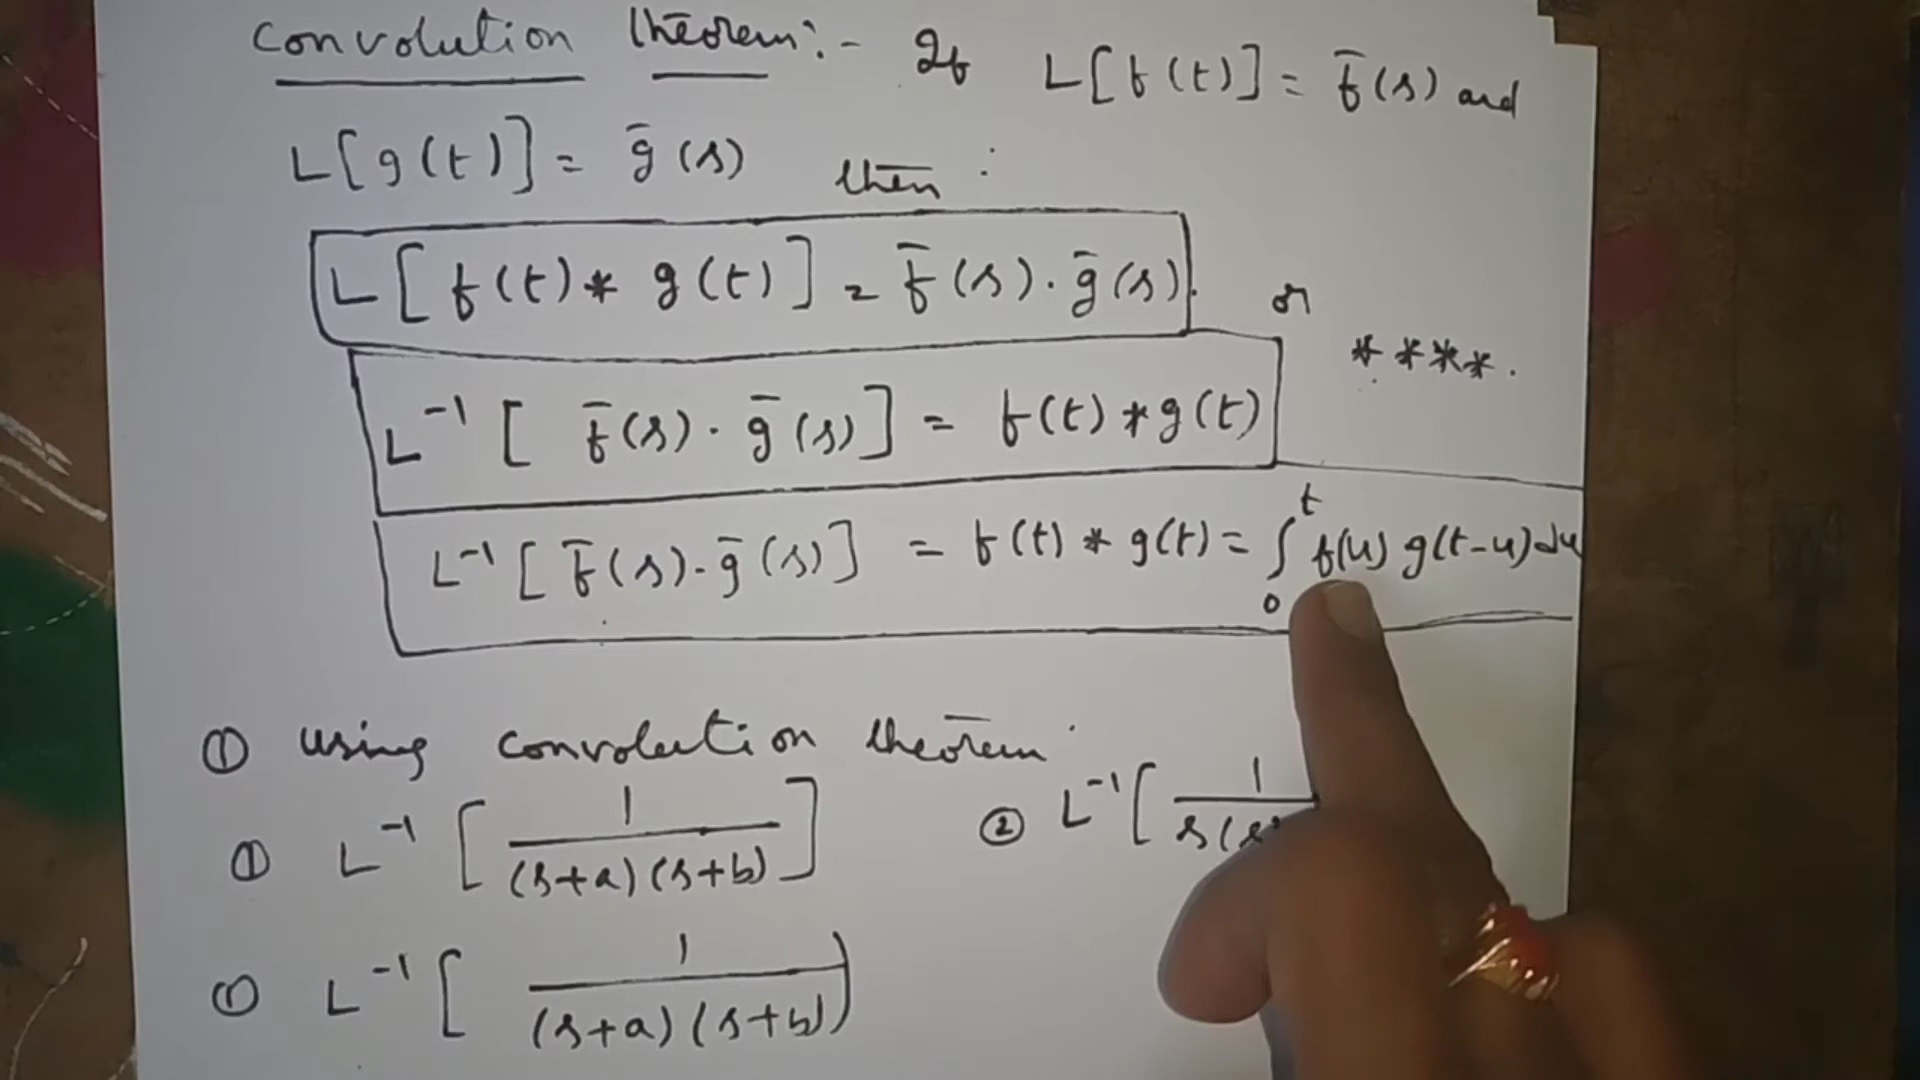 Convolution theorem:- If L[f(t)] = f̄(s) and
L[g(t)] = ḡ(s) then :
L[f(t) * g(t)] = f̄(s) · ḡ(s). or
****.
L⁻¹[f̄(s) · ḡ(s)] = f(t) * g(t)
L⁻¹[f̄(s) · ḡ(s)] = f(t) * g(t) = ∫₀ᵗ f(u) g(t-u) du
① using convolution theorem
① L⁻¹[1/((s+a)(s+b))] ② L⁻¹[1/(s(s
① L⁻¹[1/((s+a)(s+b))